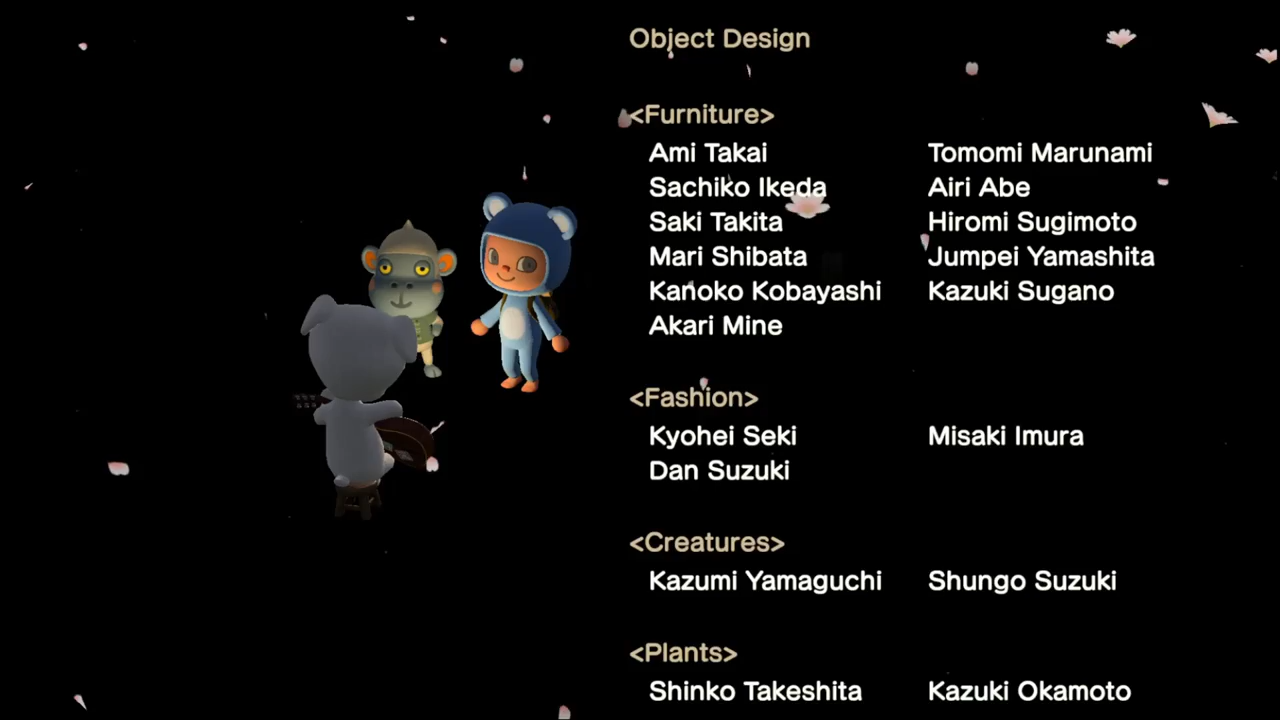 Object Design
<Furniture>
Ami Takai Tomomi Marunami
Sachiko Ikeda Airi Abe
Saki Takita Hiromi Sugimoto
Mari Shibata Jumpei Yamashita
Kanoko Kobayashi Kazuki Sugano
Akari Mine
<Fashion>
Kyohei Seki Misaki Imura
Dan Suzuki
<Creatures>
Kazumi Yamaguchi Shungo Suzuki
<Plants>
Shinko Takeshita Kazuki Okamoto